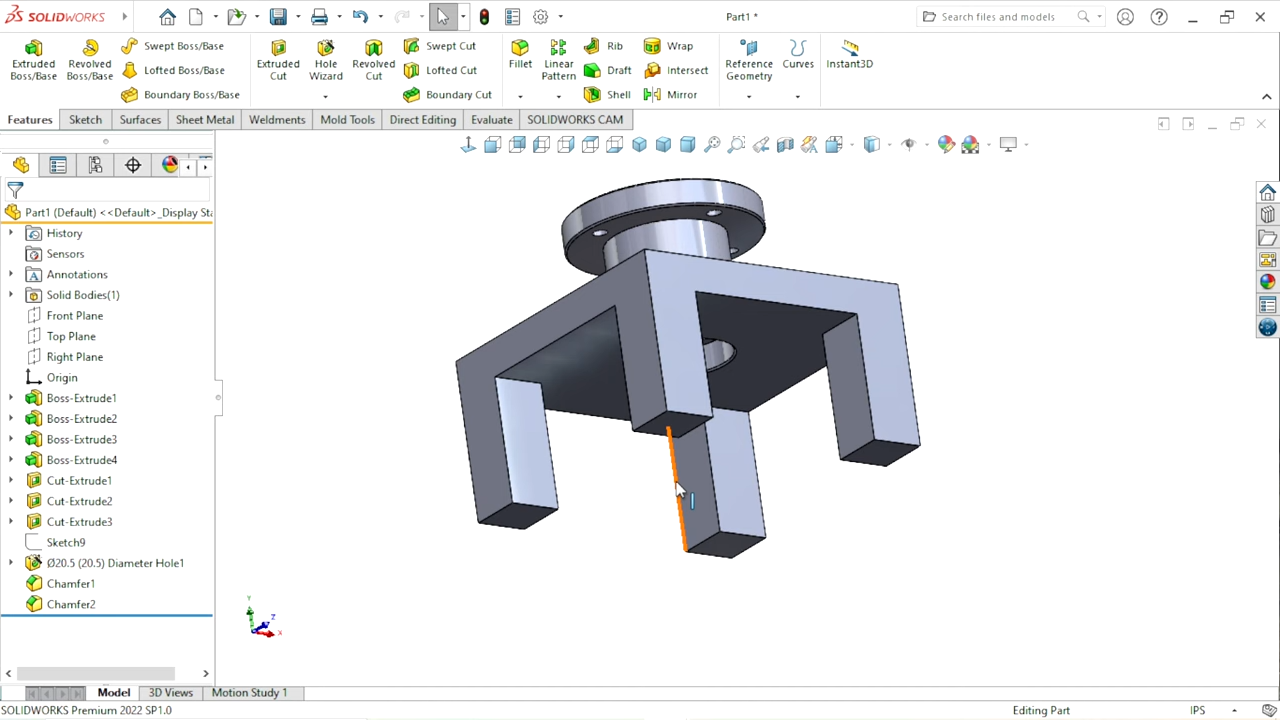 SOLIDWORKS
Part1 *
Search files and models
Extruded Boss/Base
Revolved Boss/Base
Swept Boss/Base
Lofted Boss/Base
Boundary Boss/Base
Extruded Cut
Hole Wizard
Revolved Cut
Swept Cut
Lofted Cut
Boundary Cut
Fillet
Linear Pattern
Rib
Draft
Shell
Wrap
Intersect
Mirror
Reference Geometry
Curves
Instant3D
Features
Sketch
Surfaces
Sheet Metal
Weldments
Mold Tools
Direct Editing
Evaluate
SOLIDWORKS CAM
Part1 (Default) <<Default>_Display Sta
History
Sensors
Annotations
Solid Bodies(1)
Front Plane
Top Plane
Right Plane
Origin
Boss-Extrude1
Boss-Extrude2
Boss-Extrude3
Boss-Extrude4
Cut-Extrude1
Cut-Extrude2
Cut-Extrude3
Sketch9
Ø20.5 (20.5) Diameter Hole1
Chamfer1
Chamfer2
Y
Z
X
Model
3D Views
Motion Study 1
SOLIDWORKS Premium 2022 SP1.0
Editing Part
IPS